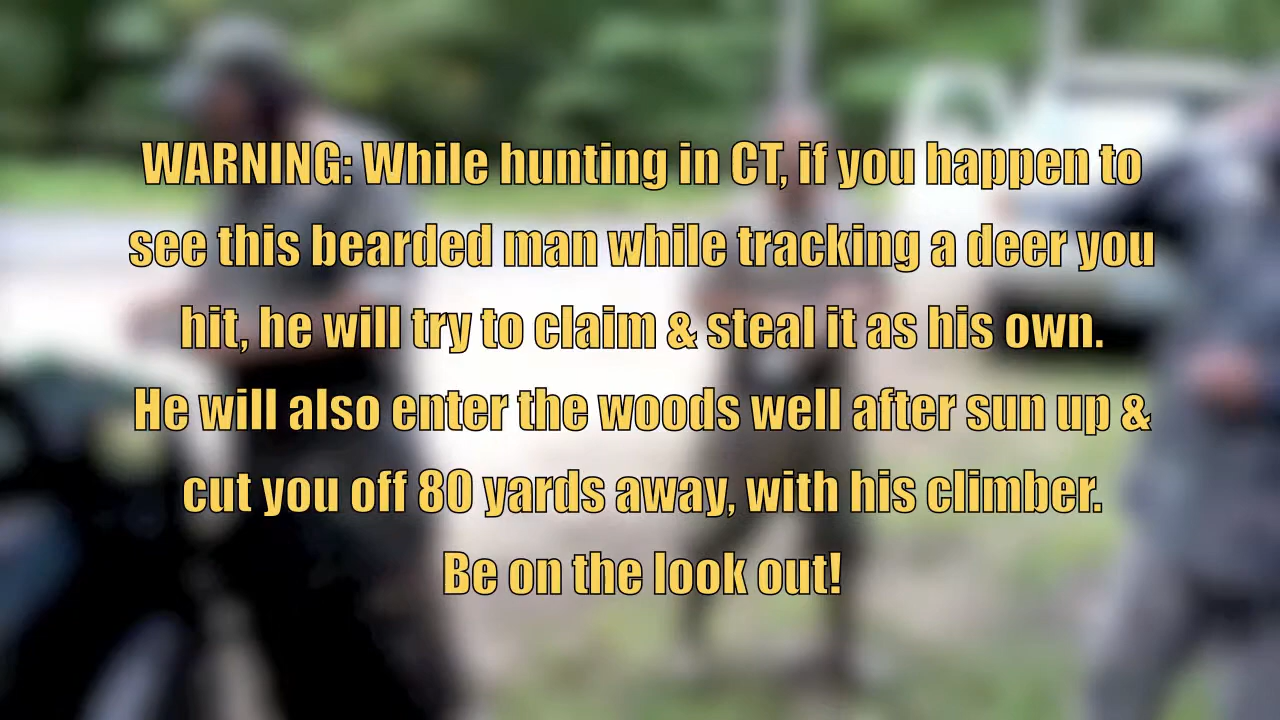 WARNING: While hunting in CT, if you happen to
see this bearded man while tracking a deer you
hit, he will try to claim & steal it as his own.
He will also enter the woods well after sun up &
cut you off 80 yards away, with his climber.
Be on the look out!